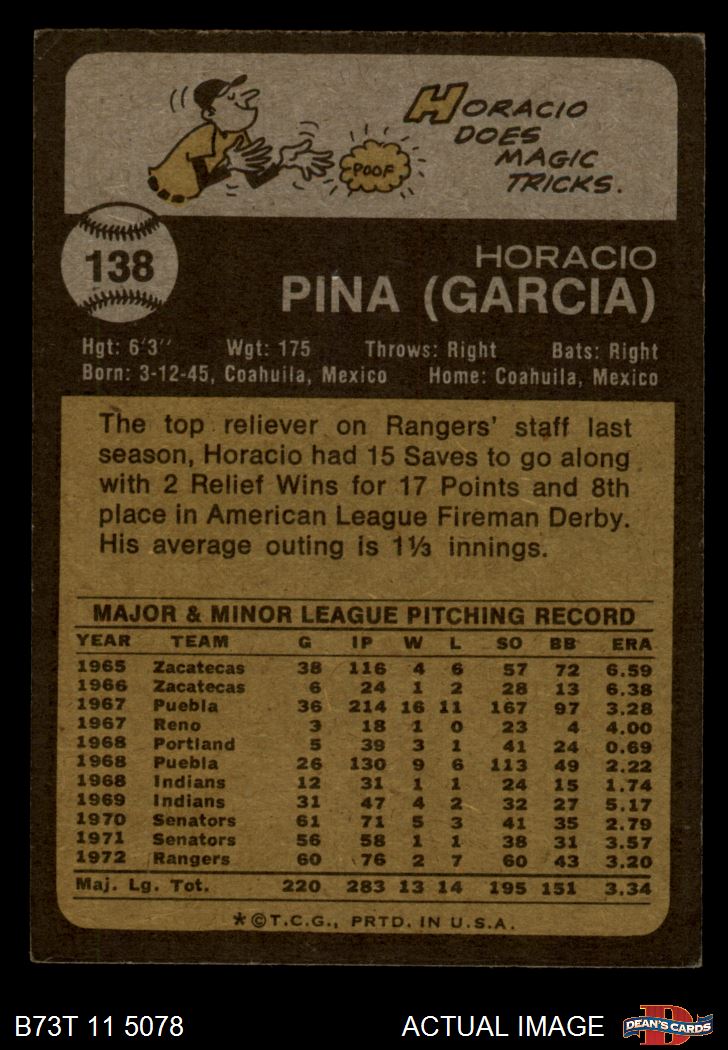 HORACIO
DOES
MAGIC
TRICKS.
POOF
138
HORACIO
PINA (GARCIA)
Hgt: 6'3" Wgt: 175 Throws: Right Bats: Right
Born: 3-12-45, Coahuila, Mexico Home: Coahuila, Mexico
The top reliever on Rangers' staff last
season, Horacio had 15 Saves to go along
with 2 Relief Wins for 17 Points and 8th
place in American League Fireman Derby.
His average outing is 1⅓ innings.
MAJOR & MINOR LEAGUE PITCHING RECORD
YEAR TEAM G IP W L SO BB ERA
1965 Zacatecas 38 116 4 6 57 72 6.59
1966 Zacatecas 6 24 1 2 28 13 6.38
1967 Puebla 36 214 16 11 167 97 3.28
1967 Reno 3 18 1 0 23 4 4.00
1968 Portland 5 39 3 1 41 24 0.69
1968 Puebla 26 130 9 6 113 49 2.22
1968 Indians 12 31 1 1 24 15 1.74
1969 Indians 31 47 4 2 32 27 5.17
1970 Senators 61 71 5 3 41 35 2.79
1971 Senators 56 58 1 1 38 31 3.57
1972 Rangers 60 76 2 7 60 43 3.20
Maj. Lg. Tot. 220 283 13 14 195 151 3.34
*©T.C.G., PRTD. IN U.S.A.
B73T 11 5078 ACTUAL IMAGE
D
DEAN'S CARDS